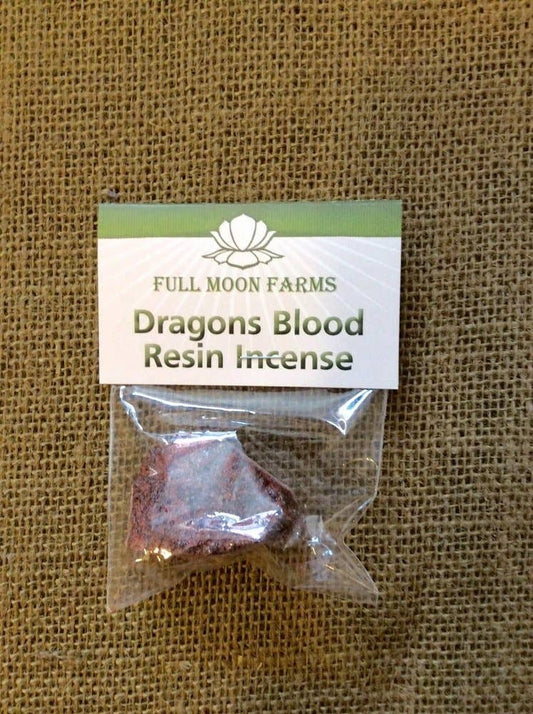 FULL MOON FARMS
Dragons Blood
Resin Incense